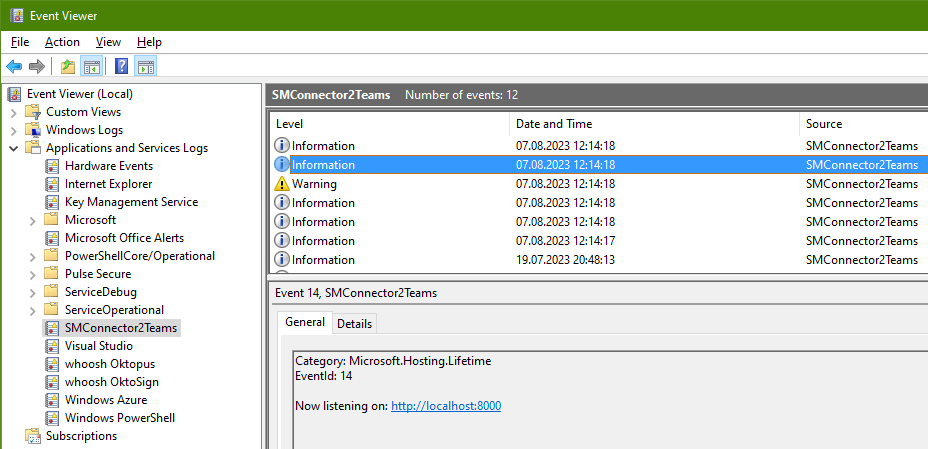 Event Viewer
File Action View Help
Event Viewer (Local)
Custom Views
Windows Logs
Applications and Services Logs
Hardware Events
Internet Explorer
Key Management Service
Microsoft
Microsoft Office Alerts
PowerShellCore/Operational
Pulse Secure
ServiceDebug
ServiceOperational
SMConnector2Teams
Visual Studio
whoosh Oktopus
whoosh OktoSign
Windows Azure
Windows PowerShell
Subscriptions
SMConnector2Teams Number of events: 12
Level Date and Time Source
Information 07.08.2023 12:14:18 SMConnector2Teams
Information 07.08.2023 12:14:18 SMConnector2Teams
Warning 07.08.2023 12:14:18 SMConnector2Teams
Information 07.08.2023 12:14:18 SMConnector2Teams
Information 07.08.2023 12:14:18 SMConnector2Teams
Information 07.08.2023 12:14:17 SMConnector2Teams
Information 19.07.2023 20:48:13 SMConnector2Teams
Event 14, SMConnector2Teams
General Details
Category: Microsoft.Hosting.Lifetime
EventId: 14
Now listening on: http://localhost:8000